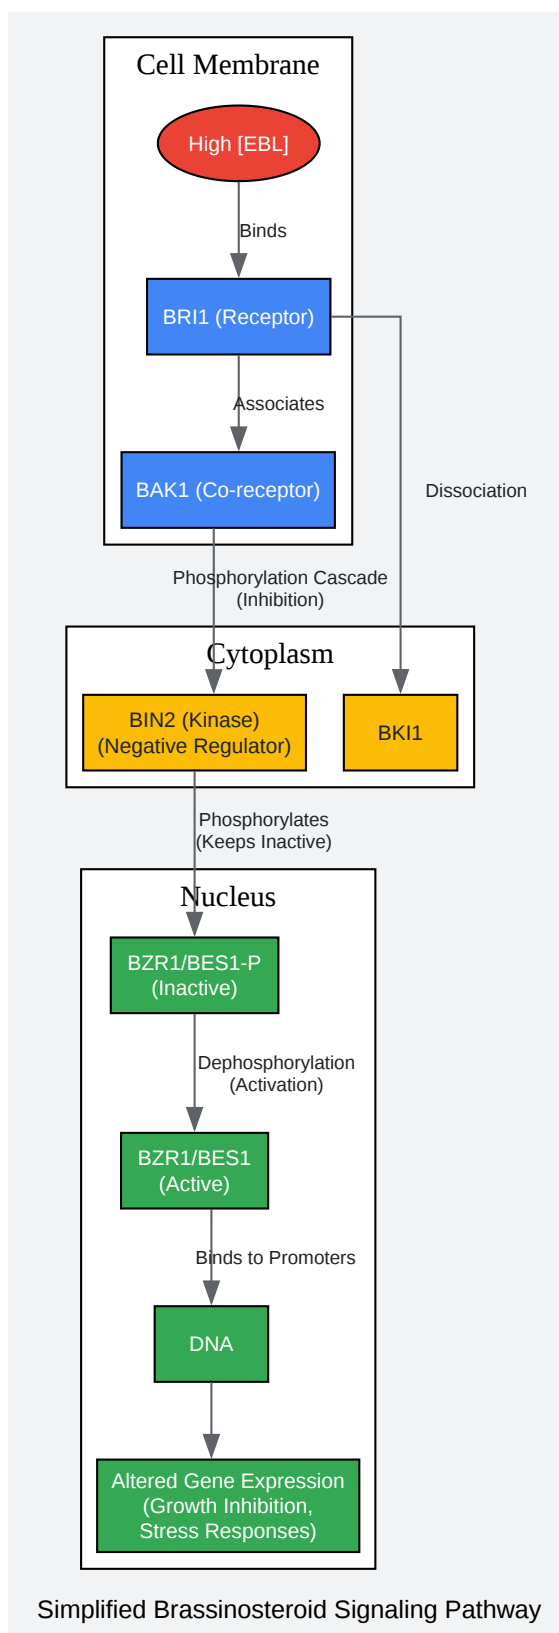 Cell Membrane
High [EBL]
Binds
BRI1 (Receptor)
Associates
BAK1 (Co-receptor)
Dissociation
Phosphorylation Cascade
(Inhibition)
Cytoplasm
BIN2 (Kinase)
(Negative Regulator)
BKI1
Phosphorylates
(Keeps Inactive)
Nucleus
BZR1/BES1-P
(Inactive)
Dephosphorylation
(Activation)
BZR1/BES1
(Active)
Binds to Promoters
DNA
Altered Gene Expression
(Growth Inhibition,
Stress Responses)
Simplified Brassinosteroid Signaling Pathway